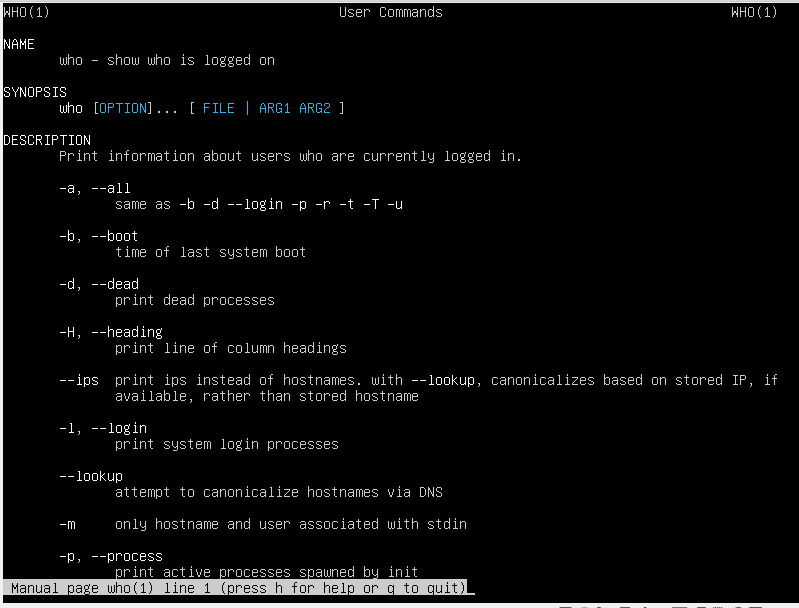 WHO(1) User Commands WHO(1)
NAME
who - show who is logged on
SYNOPSIS
who [OPTION]... [ FILE | ARG1 ARG2 ]
DESCRIPTION
Print information about users who are currently logged in.
-a, --all
same as -b -d --login -p -r -t -T -u
-b, --boot
time of last system boot
-d, --dead
print dead processes
-H, --heading
print line of column headings
--ips print ips instead of hostnames. with --lookup, canonicalizes based on stored IP, if
available, rather than stored hostname
-l, --login
print system login processes
--lookup
attempt to canonicalize hostnames via DNS
-m only hostname and user associated with stdin
-p, --process
print active processes spawned by init
Manual page who(1) line 1 (press h for help or q to quit)